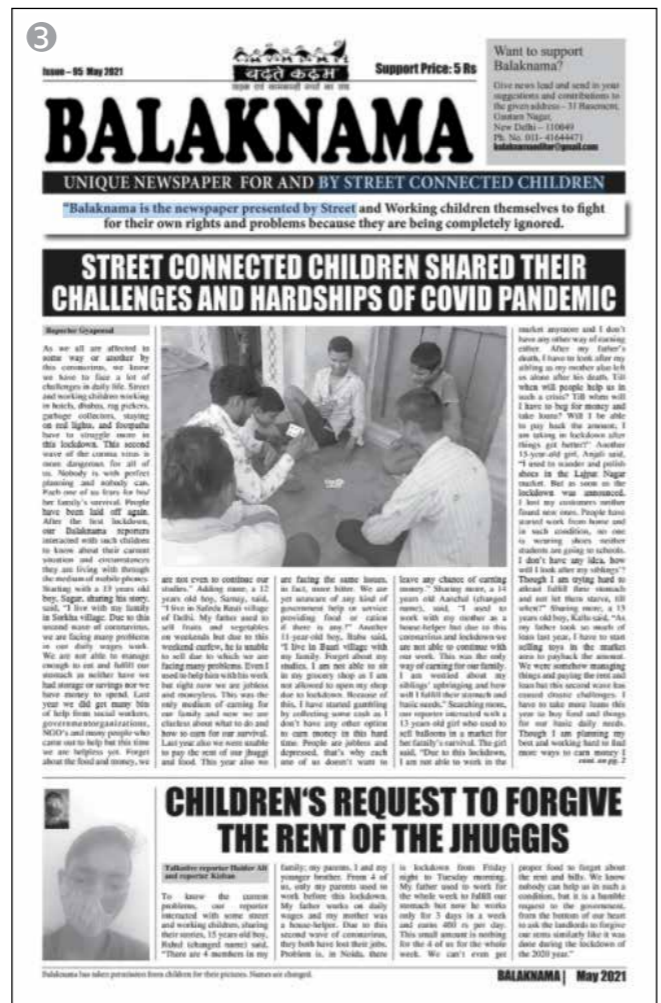 3
Issue – 95 May 2021
बढ़ते कदम
Support Price: 5 Rs
Want to support
Balaknama?
Give news lead and send in your
suggestions and contributions to
the given address – 31 Basement,
Gautam Nagar,
New Delhi – 110049
Ph. No. 011- 41644471
balaknamaeditor@gmail.com
BALAKNAMA
UNIQUE NEWSPAPER FOR AND BY STREET CONNECTED CHILDREN
"Balaknama is the newspaper presented by Street and Working children themselves to fight
for their own rights and problems because they are being completely ignored.
STREET CONNECTED CHILDREN SHARED THEIR
CHALLENGES AND HARDSHIPS OF COVID PANDEMIC
Reporter
As we all are affected in
some way or another by
this coronavirus, we know
we have to face a lot of
challenges in daily life. Street
and working children working
in hotels, dhabas, rag pickers,
garbage collectors, staying
on red lights, and footpaths
have to struggle more in
this lockdown. This second
wave of the corona virus is
more dangerous for all of
us. Nobody is with perfect
planning and nobody can.
Each one of us fears for his/
her family's survival. People
have been laid off again.
After the first lockdown,
our Balaknama reporters
interacted with such children
to know about their current
situation and circumstances
they are living with through
the medium of mobile phones.
Starting with a 13 years old
boy, Sagar, sharing his story,
said, "I live with my family
in Sorkha village. Due to this
second wave of coronavirus,
we are facing many problems
in our daily wages work.
We are not able to manage
enough to eat and fulfil our
stomach as neither have we
had storage or savings nor we
have money to spend. Last
year we did get many bits
of help from social workers,
government organizations,
NGO's and many people who
came out to help but this time
we are helpless yet. Forget
about the food and money, we
are not even to continue our
studies." Adding more, a 12
years old boy, Samay, said,
"I live in Safeda Basti village
of Delhi. My father used to
sell fruits and vegetables
on weekends but due to this
weekend curfew, he is unable
to sell due to which we are
facing many problems. Even I
used to help him with his work
but right now we are jobless
and moneyless. This was the
only medium of earning for
our family and now we are
clueless about what to do and
how to earn for our survival.
Last year also we were unable
to pay the rent of our jhuggi
and food. This year also we
are facing the same issues,
in fact, more bitter. We are
yet unaware of any kind of
government help or service
providing food or ration
if there is any." Another
11-year-old boy, Babu said,
"I live in Basti village with
my family. Forget about my
studies, I am not able to sit
in my grocery shop as I am
not allowed to open my shop
due to lockdown. Because of
this, I have started gambling
by collecting some cash as I
don't have any other option
to earn money in this hard
time. People are jobless and
depressed, that's why each
one of us doesn't want to
leave any chance of earning
money." Sharing more, a 14
years old Aanchal (changed
name), said, "I used to
work with my mother as a
house-helper but due to this
coronavirus and lockdown we
are not able to continue with
our work. This was the only
way of earning for our family.
I am worried about my
siblings' upbringing and how
will I fulfil their stomach and
basic needs." Searching more,
our reporter interacted with a
13 years old girl who used to
sell balloons in a market for
her family's survival. The girl
said, "Due to this lockdown,
I am not able to work in the
market anymore and I don't
have any other way of earning
either. After my father's
death, I have to look after my
sibling as my mother also left
us alone after his death. Till
when will people help us in
such a crisis? Till when will
I have to beg for money and
take loans? Will I be able
to pay back the amount, I
am taking in lockdown after
things got better?" Another
15-year-old girl, Anjali said,
"I used to wander and polish
shoes in the Lajpat Nagar
market. But as soon as the
lockdown was announced,
I lost my customers neither
found new ones. People have
started work from home and
in such condition, no one
is wearing shoes neither
students are going to schools.
I don't have any idea, how
will I look after my siblings"?
Though I am trying hard to
atleast fulfil their stomach
and not let them starve, till
when?" Sharing more, a 15
years old boy, Kallu said, "As
my father took so much of
loan last year, I have to start
selling toys in the market
area to payback the amount.
We were somehow managing
things and paying the rent and
loan but this second wave has
caused disease challenges. I
have to take more loans this
year to buy food and things
for our basic daily needs.
Though I am planning my
best and working hard to find
more ways to earn money I
cont. on pg. 2
CHILDREN'S REQUEST TO FORGIVE
THE RENT OF THE JHUGGIS
Talkative reporter Haider Ali
and reporter Kishan
To know the current
problems, our reporter
interacted with some street
and working children, sharing
their stories, 15 years old boy,
Rahul (changed name) said,
"There are 4 members in my
family; my parents, I and my
younger brother. From 4 of
us, only my parents used to
work before this lockdown.
My father works on daily
wages and my mother was
a house-helper. Due to this
second wave of coronavirus,
they both have lost their jobs.
Problem is, in Noida, there
is lockdown from Friday
night to Tuesday morning.
My father used to work for
the whole week to fulfill our
stomach but now he works
only for 3 days in a week
and earns 400 rs per day.
This small amount is nothing
for the 4 of us for the whole
week. We can't even get
proper food to forget about
the rent and bills. We know
nobody can help us in such a
condition, but it is a humble
request to the government
from the bottom of our heart
to ask the landlords to forgive
our rents similarly like it was
done during the lockdown of
the 2020 year."
Balaknama has taken permission from children for their pictures. Names are changed.
BALAKNAMA | May 2021